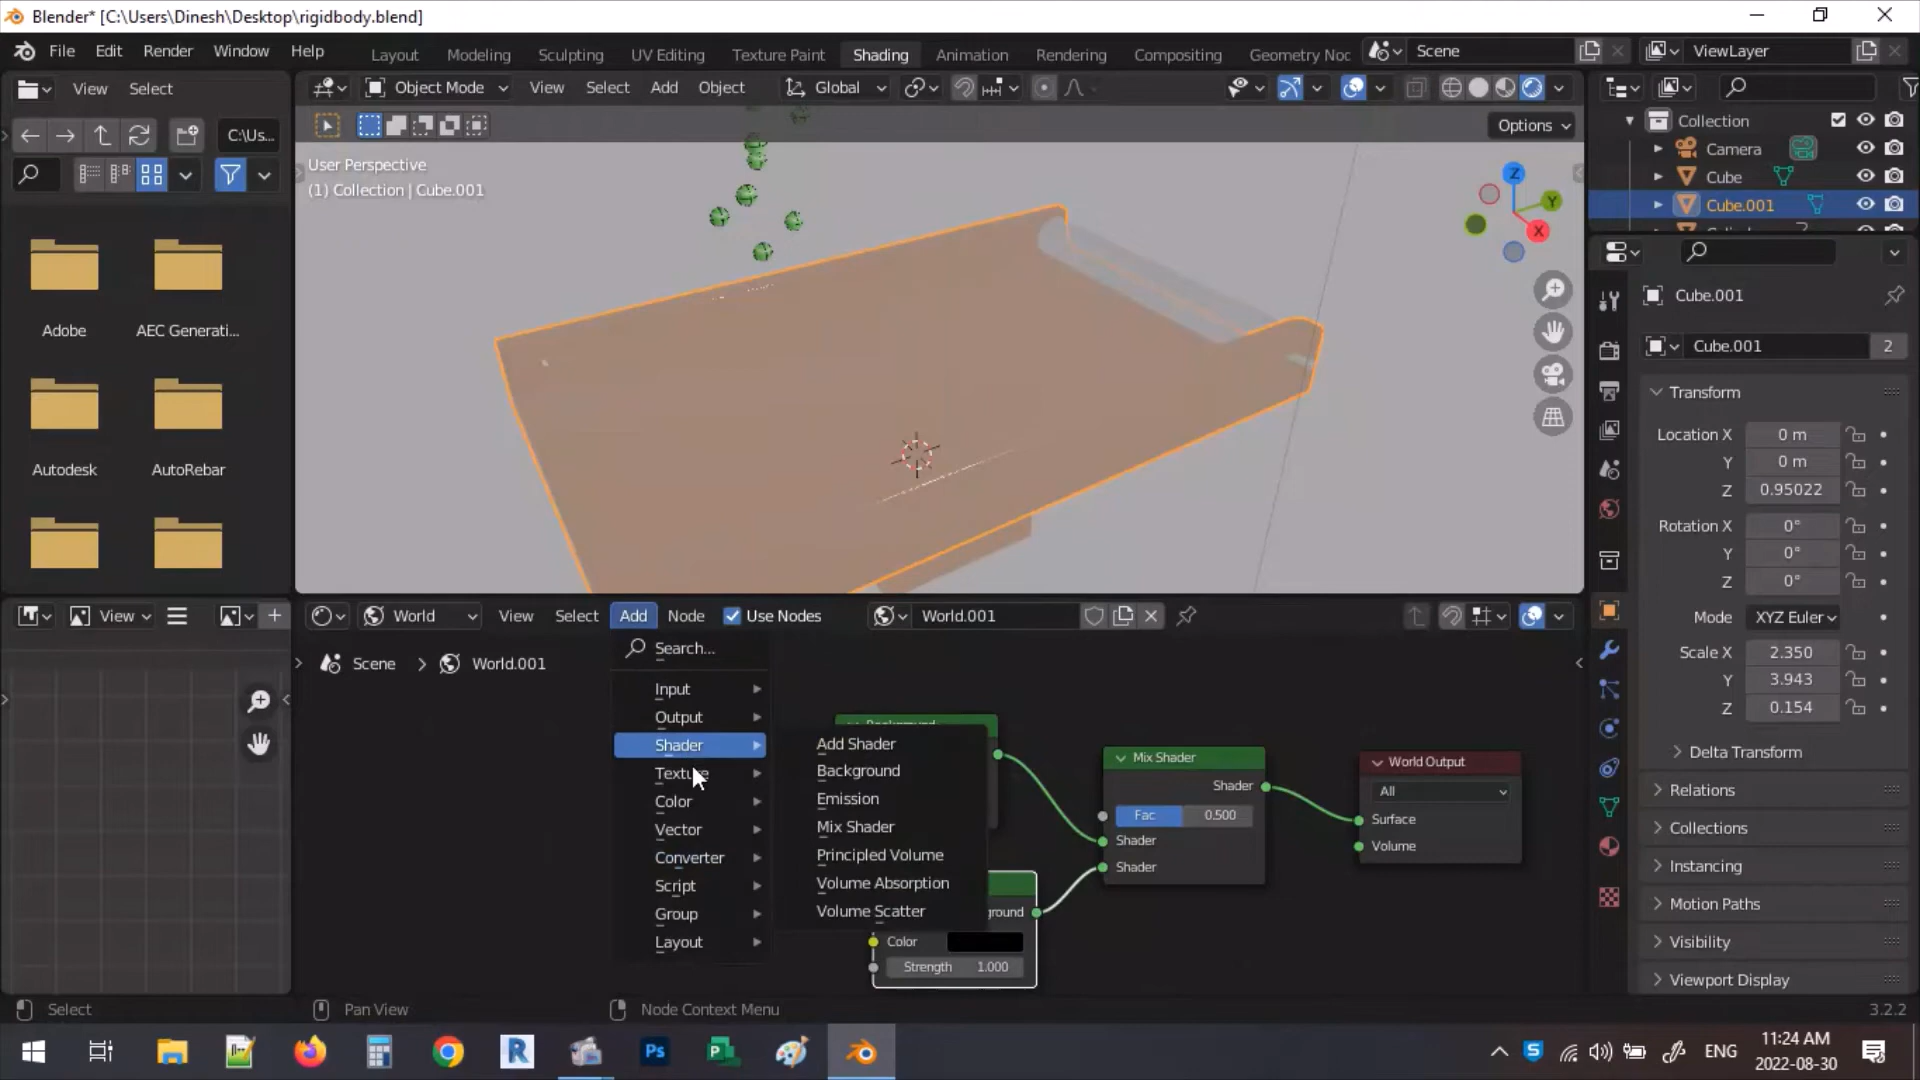 Blender* [C:\Users\Dinesh\Desktop\rigidbody.blend]
File Edit Render Window Help
Layout Modeling Sculpting UV Editing Texture Paint Shading Animation Rendering Compositing Geometry Noc
Scene
ViewLayer
View Select
Object Mode View Select Add Object Global
C:\Us...
Options
User Perspective
(1) Collection | Cube.001
Z
Y
X
Adobe
AEC Generati...
Autodesk
AutoRebar
Collection
Camera
Cube
Cube.001
Cube.001
Cube.001 2
Transform
Location X 0 m
Y 0 m
Z 0.95022
Rotation X 0°
Y 0°
Z 0°
Mode XYZ Euler
Scale X 2.350
Y 3.943
Z 0.154
Delta Transform
Relations
Collections
Instancing
Motion Paths
Visibility
Viewport Display
View
World View Select Add Node Use Nodes World.001
Scene > World.001
Search...
Input
Output
Shader
Texture
Color
Vector
Converter
Script
Group
Layout
Add Shader
Background
Emission
Mix Shader
Principled Volume
Volume Absorption
Volume Scatter
ground
Color
Strength 1.000
Mix Shader
Shader
Fac 0.500
Shader
Shader
World Output
All
Surface
Volume
Select
Pan View
Node Context Menu
3.2.2
R
Ps
P
S
ENG
11:24 AM
2022-08-30